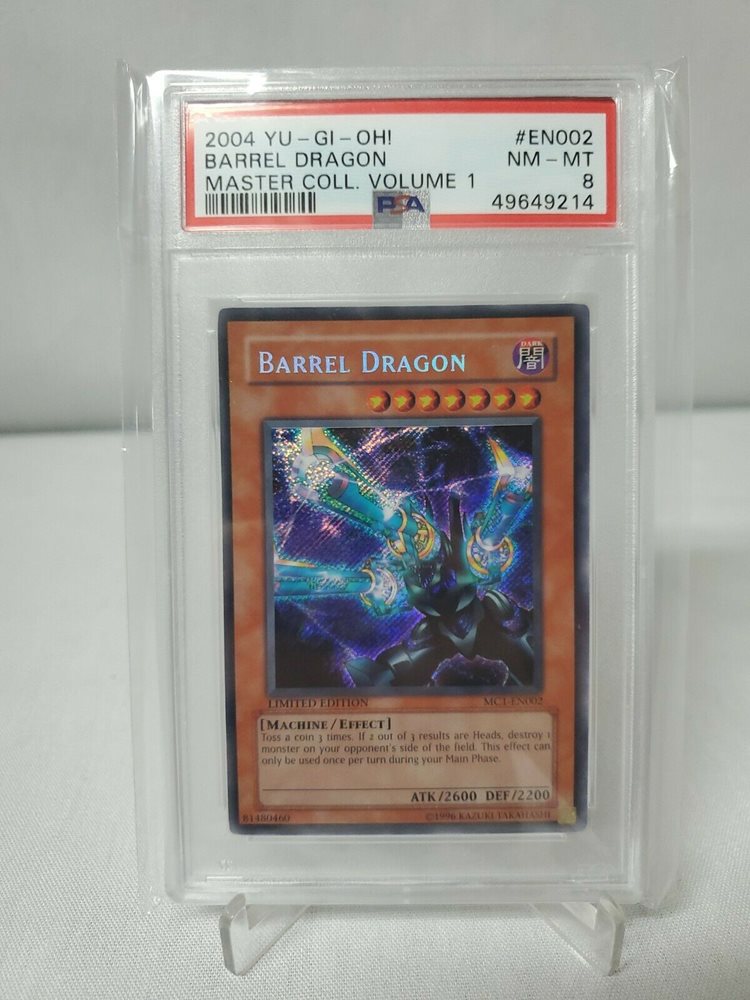 2004 YU-GI-OH! #EN002
BARREL DRAGON NM-MT
MASTER COLL. VOLUME 1 8
PSA 49649214
BARREL DRAGON
DARK
闇
LIMITED EDITION MC1-EN002
[MACHINE/EFFECT]
Toss a coin 3 times. If 2 out of 3 results are Heads, destroy 1
monster on your opponent's side of the field. This effect can
only be used once per turn during your Main Phase.
ATK/2600 DEF/2200
81480460 ©1996 KAZUKI TAKAHASHI